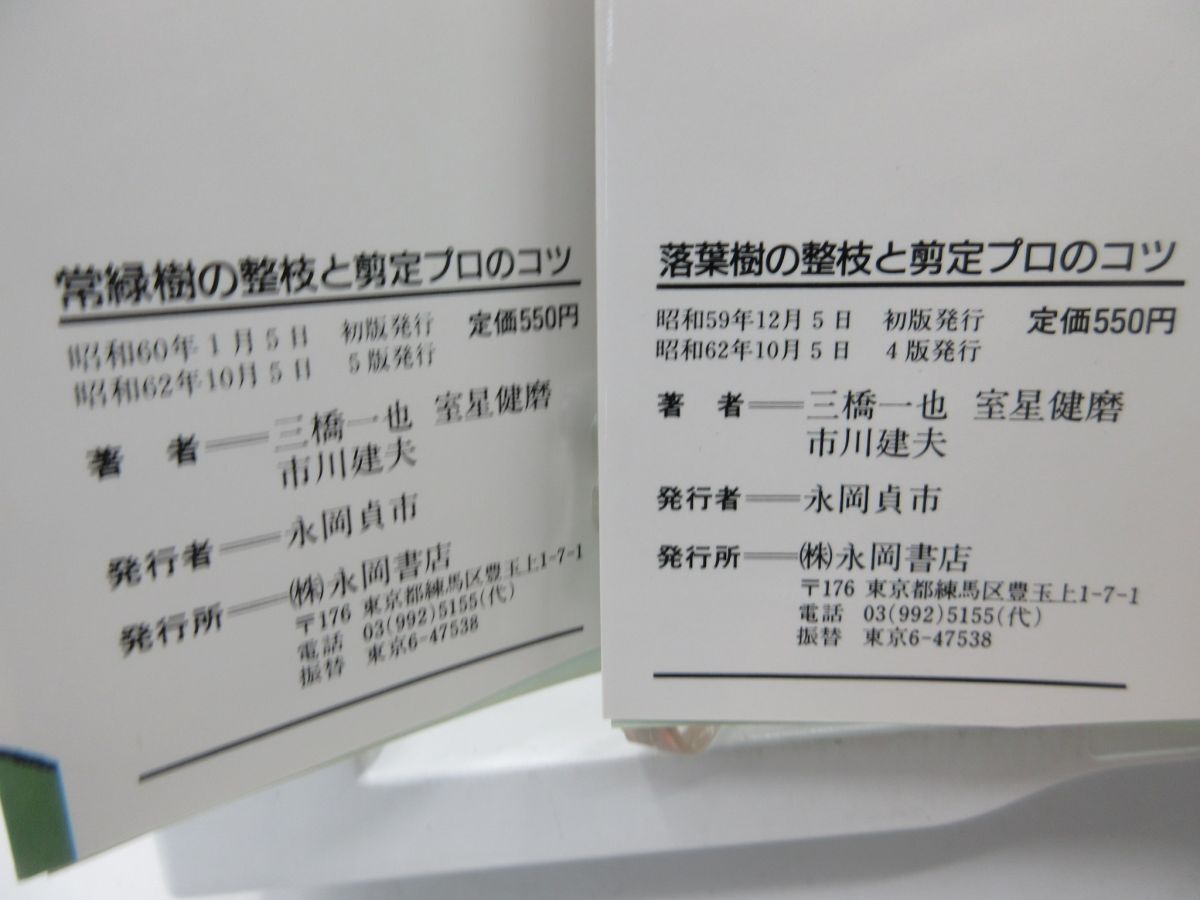 常緑樹の整枝と剪定プロのコツ
昭和60年1月5日 初版発行 定価550円
昭和62年10月5日 5版発行
著者──三橋一也 室星健磨
市川建夫
発行者──永岡貞市
発行所──㈱永岡書店
〒176 東京都練馬区豊玉上1-7-1
電話 03(992)5155(代)
振替 東京6-47538
落葉樹の整枝と剪定プロのコツ
昭和59年12月5日 初版発行 定価550円
昭和62年10月5日 4版発行
著者──三橋一也 室星健磨
市川建夫
発行者──永岡貞市
発行所──㈱永岡書店
〒176 東京都練馬区豊玉上1-7-1
電話 03(992)5155(代)
振替 東京6-47538